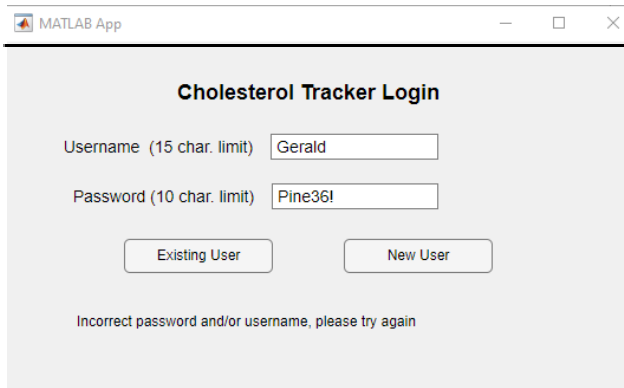 MATLAB App
Cholesterol Tracker Login
Username (15 char. limit) Gerald
Password (10 char. limit) Pine36!
Existing User New User
Incorrect password and/or username, please try again